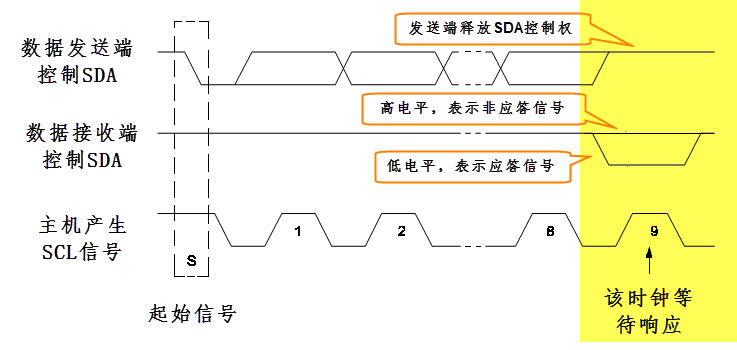 发送端释放SDA控制权
数据发送端
控制SDA
高电平，表示非应答信号
数据接收端
控制SDA
低电平，表示应答信号
主机产生
SCL信号
1
2
8
9
S
起始信号
该时钟等
待响应